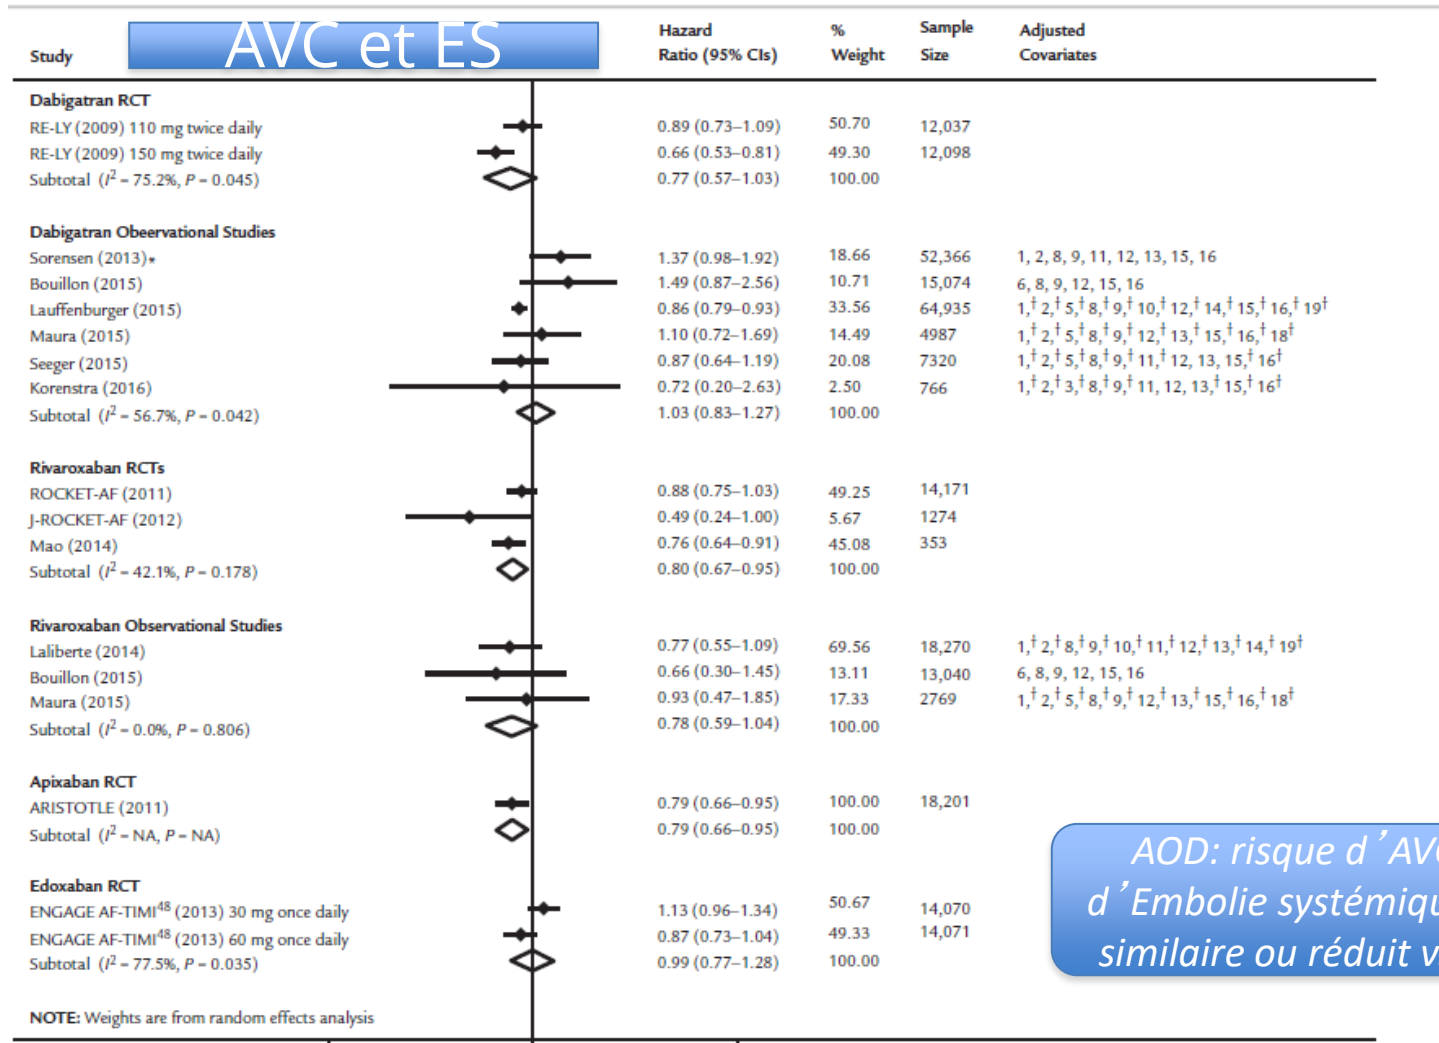 AVC et ES
Study Hazard Ratio (95% CIs) % Weight Sample Size Adjusted Covariates
Dabigatran RCT
RE-LY (2009) 110 mg twice daily 0.89 (0.73–1.09) 50.70 12,037
RE-LY (2009) 150 mg twice daily 0.66 (0.53–0.81) 49.30 12,098
Subtotal (I² – 75.2%, P – 0.045) 0.77 (0.57–1.03) 100.00
Dabigatran Obeervational Studies
Sorensen (2013)* 1.37 (0.98–1.92) 18.66 52,366 1, 2, 8, 9, 11, 12, 13, 15, 16
Bouillon (2015) 1.49 (0.87–2.56) 10.71 15,074 6, 8, 9, 12, 15, 16
Lauffenburger (2015) 0.86 (0.79–0.93) 33.56 64,935 1,† 2,† 5,† 8,† 9,† 10,† 12,† 14,† 15,† 16,† 19†
Maura (2015) 1.10 (0.72–1.69) 14.49 4987 1,† 2,† 5,† 8,† 9,† 12,† 13,† 15,† 16,† 18†
Seeger (2015) 0.87 (0.64–1.19) 20.08 7320 1,† 2,† 5,† 8,† 9,† 11,† 12, 13, 15,† 16†
Korenstra (2016) 0.72 (0.20–2.63) 2.50 766 1,† 2,† 3,† 8,† 9,† 11, 12, 13,† 15,† 16†
Subtotal (I² – 56.7%, P – 0.042) 1.03 (0.83–1.27) 100.00
Rivaroxaban RCTs
ROCKET-AF (2011) 0.88 (0.75–1.03) 49.25 14,171
J-ROCKET-AF (2012) 0.49 (0.24–1.00) 5.67 1274
Mao (2014) 0.76 (0.64–0.91) 45.08 353
Subtotal (I² – 42.1%, P – 0.178) 0.80 (0.67–0.95) 100.00
Rivaroxaban Observational Studies
Laliberte (2014) 0.77 (0.55–1.09) 69.56 18,270 1,† 2,† 8,† 9,† 10,† 11,† 12,† 13,† 14,† 19†
Bouillon (2015) 0.66 (0.30–1.45) 13.11 13,040 6, 8, 9, 12, 15, 16
Maura (2015) 0.93 (0.47–1.85) 17.33 2769 1,† 2,† 5,† 8,† 9,† 12,† 13,† 15,† 16,† 18†
Subtotal (I² – 0.0%, P – 0.806) 0.78 (0.59–1.04) 100.00
Apixaban RCT
ARISTOTLE (2011) 0.79 (0.66–0.95) 100.00 18,201
Subtotal (I² – NA, P – NA) 0.79 (0.66–0.95) 100.00
Edoxaban RCT
ENGAGE AF-TIMI⁴⁸ (2013) 30 mg once daily 1.13 (0.96–1.34) 50.67 14,070
ENGAGE AF-TIMI⁴⁸ (2013) 60 mg once daily 0.87 (0.73–1.04) 49.33 14,071
Subtotal (I² – 77.5%, P – 0.035) 0.99 (0.77–1.28) 100.00
NOTE: Weights are from random effects analysis
AOD: risque d'AVC
d'Embolie systémiqu
similaire ou réduit v